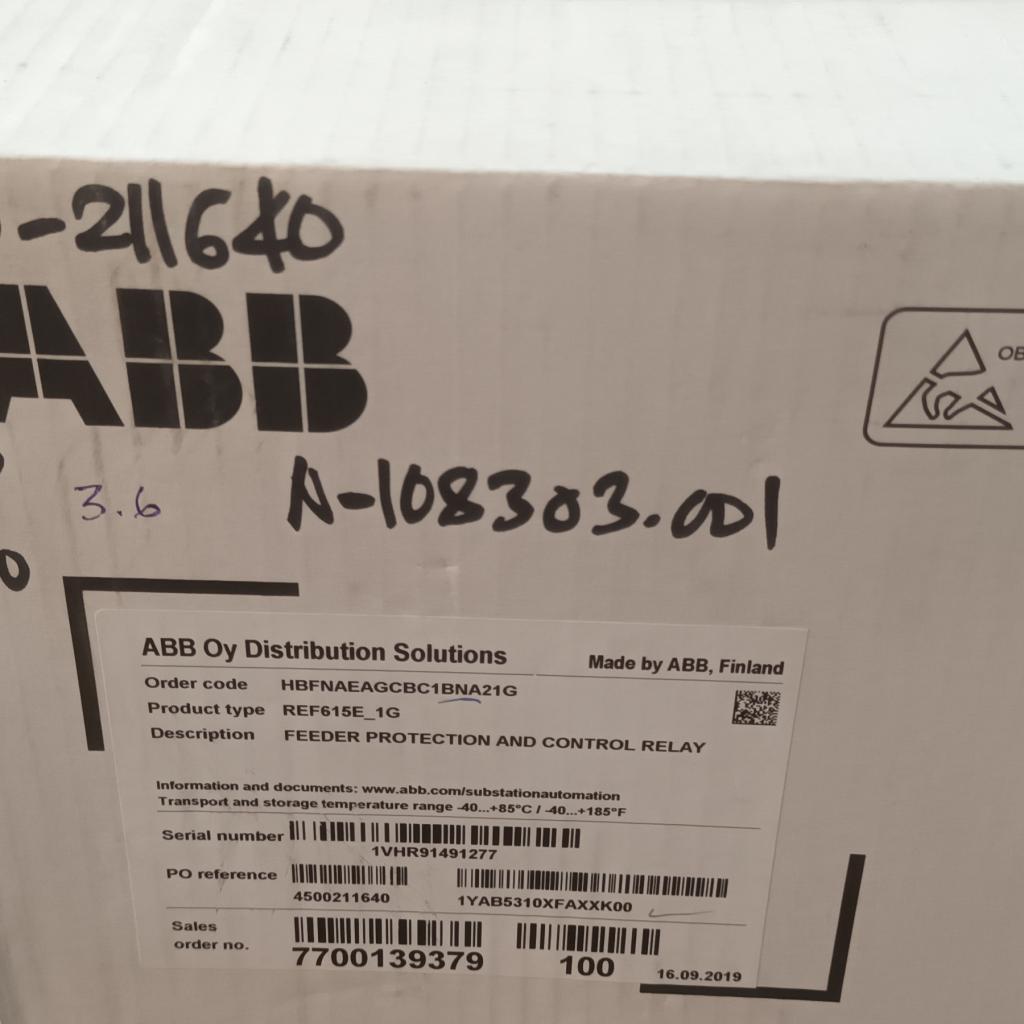 -211640
ABB
OB
3.6
N-108303.001
0
ABB Oy Distribution Solutions
Made by ABB, Finland
Order code HBFNAEAGCBC1BNA21G
Product type REF615E_1G
Description FEEDER PROTECTION AND CONTROL RELAY
Information and documents: www.abb.com/substationautomation
Transport and storage temperature range -40...+85°C / -40...+185°F
Serial number
1VHR91491277
PO reference
4500211640 1YAB5310XFAXXK00
Sales
order no.
7700139379 100 16.09.2019